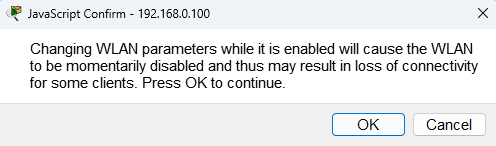 JavaScript Confirm - 192.168.0.100
Changing WLAN parameters while it is enabled will cause the WLAN
to be momentarily disabled and thus may result in loss of connectivity
for some clients. Press OK to continue.
OK Cancel